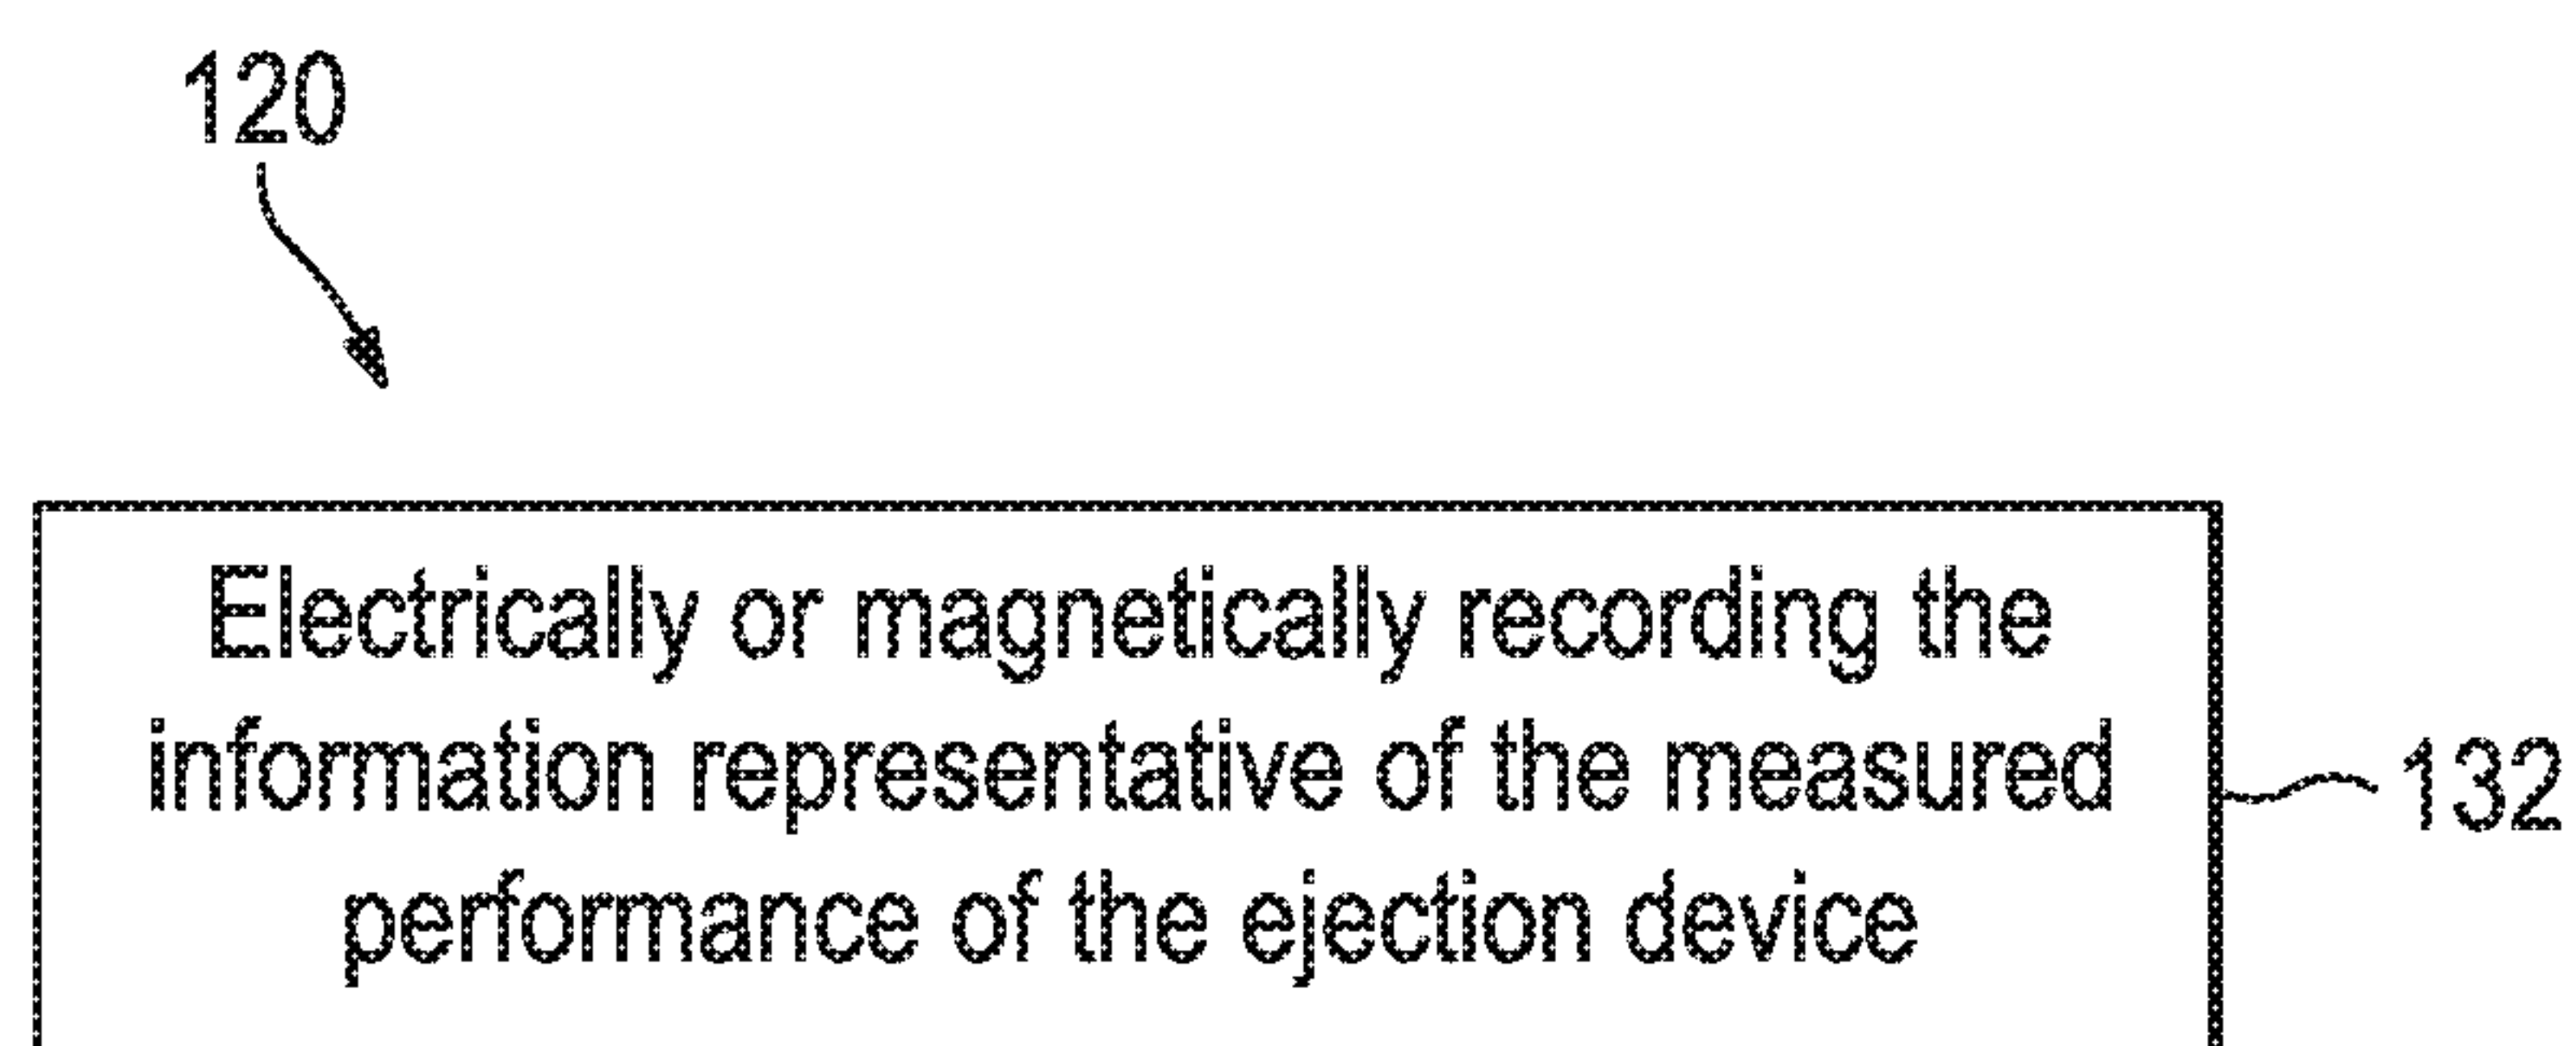 120
Electrically or magnetically recording the
information representative of the measured
132
performance of the ejection device